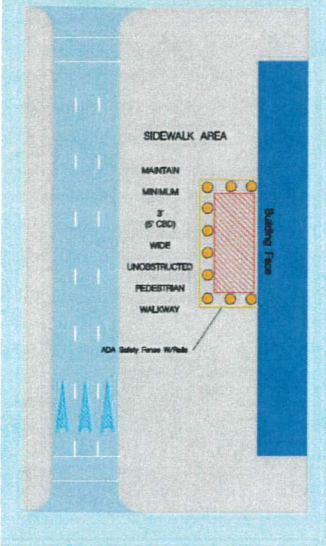 SIDEWALK AREA
MAINTAIN
MINIMUM
3'
(5' CBD)
WIDE
UNOBSTRUCTED
PEDESTRIAN
WALKWAY
Building Face
ADA Safety Fence W/Rails